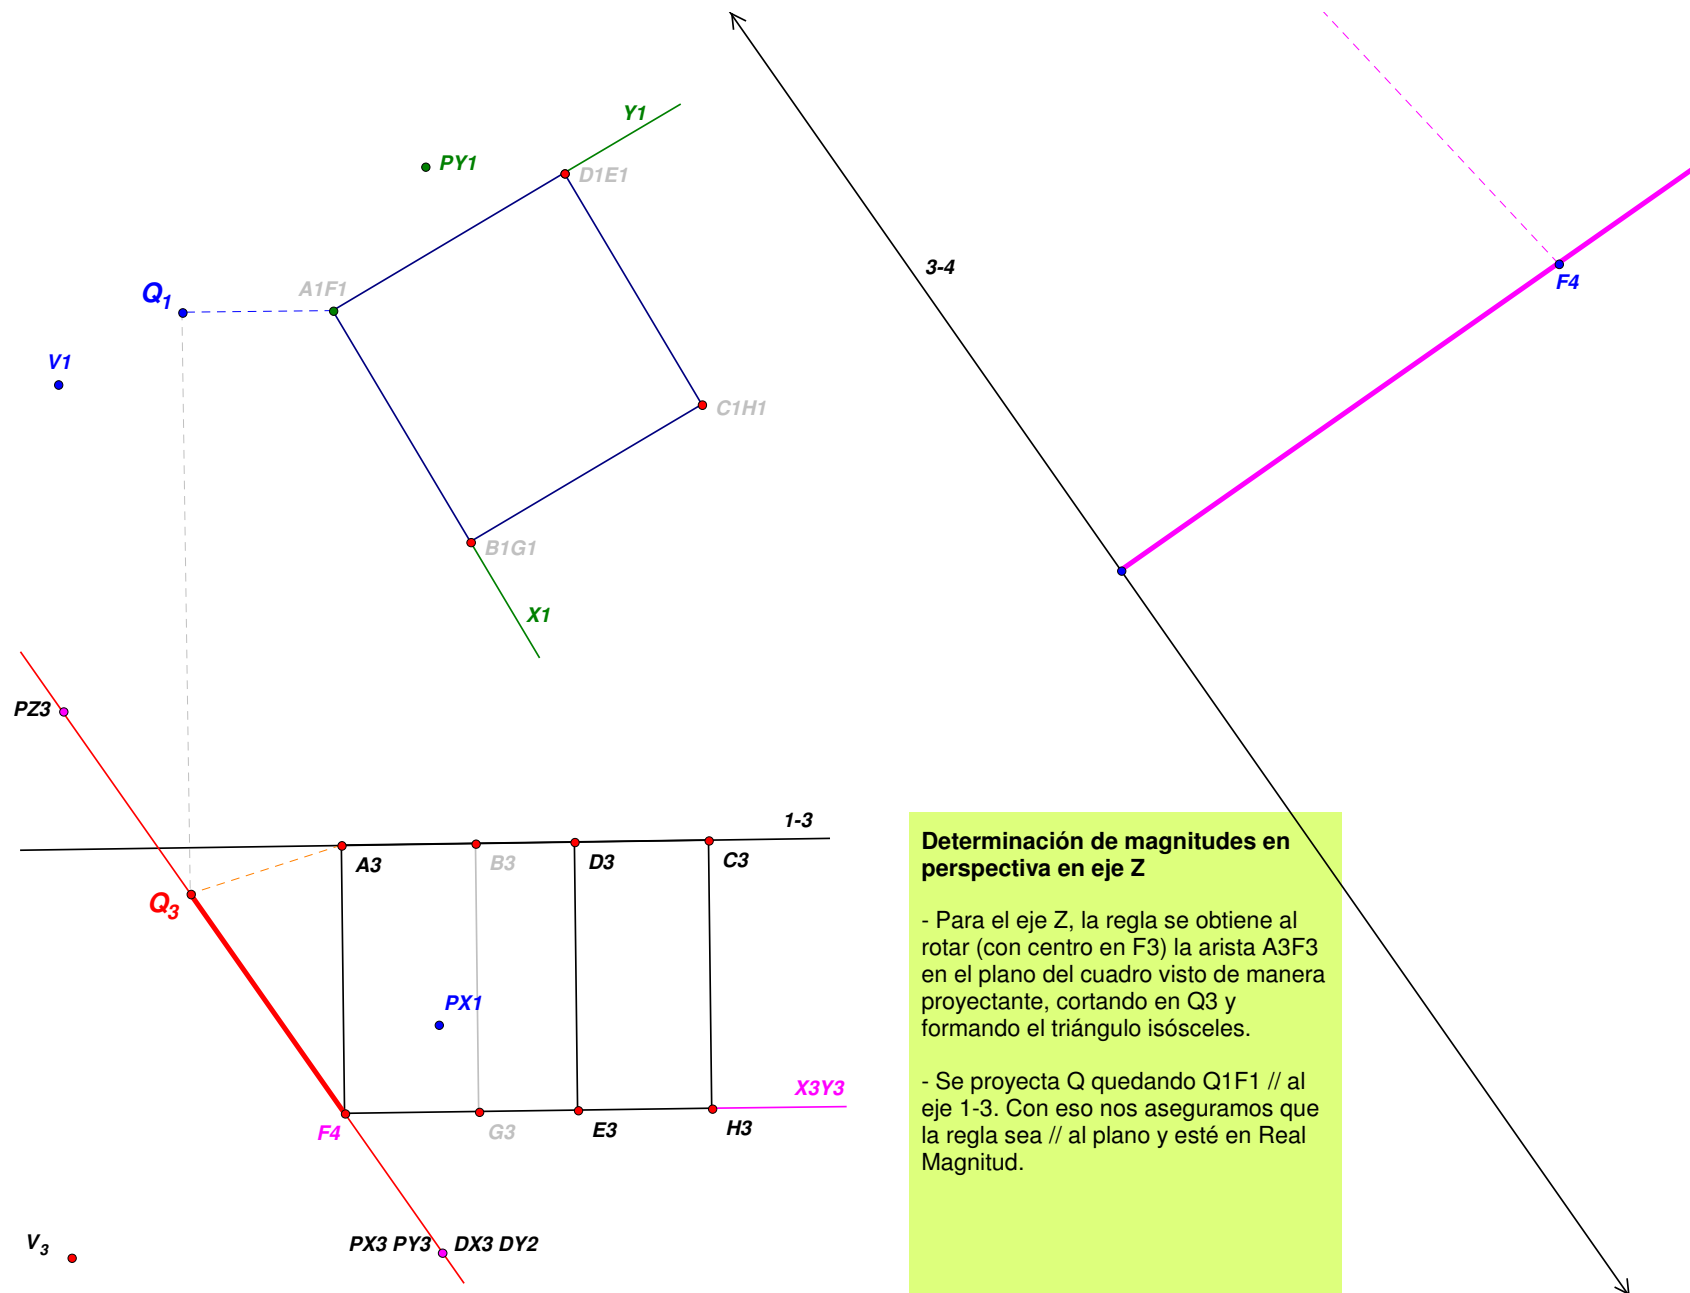 Y1
PY1
D1E1
3-4
F4
A1F1
Q1
V1
C1H1
B1G1
X1
PZ3
1-3
A3
B3
D3
C3
Q3
PX1
X3Y3
F4
G3
E3
H3
V3
PX3 PY3
DX3 DY2
Determinación de magnitudes en
perspectiva en eje Z
- Para el eje Z, la regla se obtiene al
rotar (con centro en F3) la arista A3F3
en el plano del cuadro visto de manera
proyectante, cortando en Q3 y
formando el triángulo isósceles.
- Se proyecta Q quedando Q1F1 // al
eje 1-3. Con eso nos aseguramos que
la regla sea // al plano y esté en Real
Magnitud.